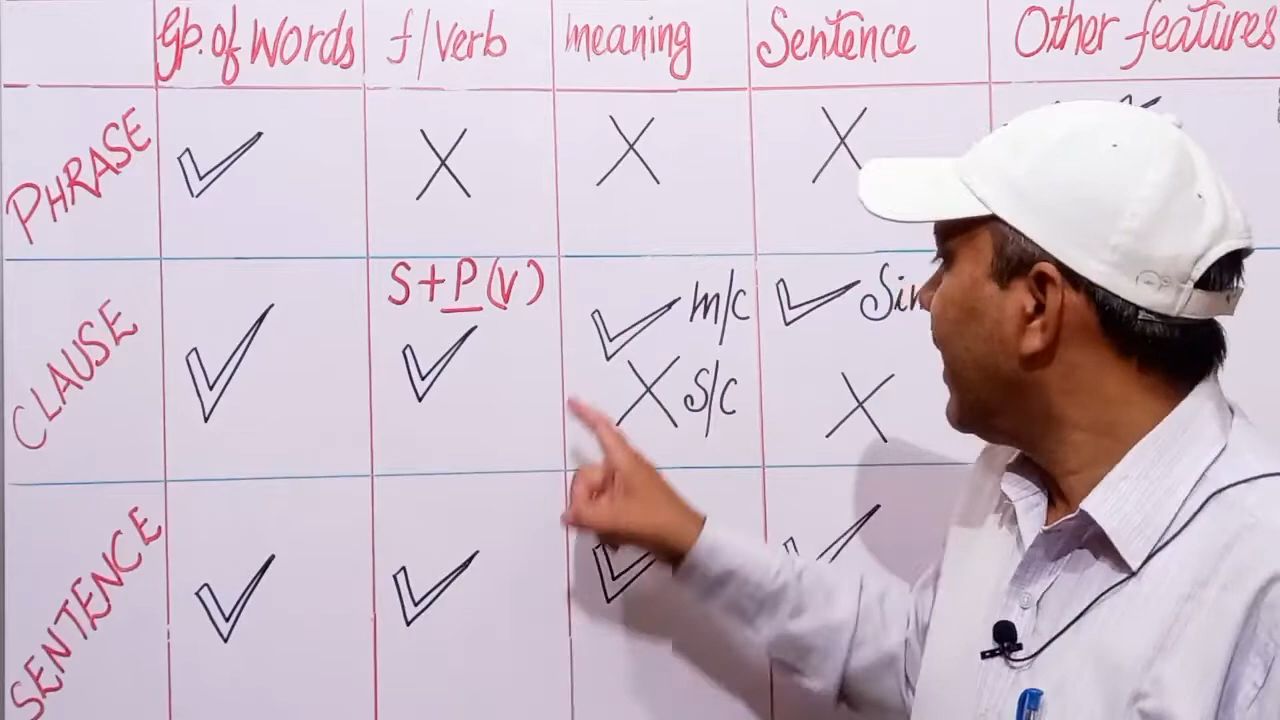 Gp. of Words f/Verb meaning Sentence Other features
PHRASE
CLAUSE S+P(V) m/c
S/c
SENTENCE